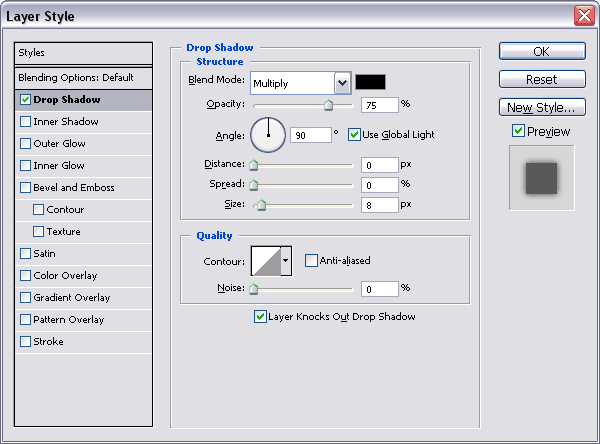 Layer Style
Styles
Blending Options: Default
Drop Shadow
Inner Shadow
Outer Glow
Inner Glow
Bevel and Emboss
Contour
Texture
Satin
Color Overlay
Gradient Overlay
Pattern Overlay
Stroke
Drop Shadow
Structure
Blend Mode: Multiply
Opacity: 75 %
Angle: 90 ° Use Global Light
Distance: 0 px
Spread: 0 %
Size: 8 px
Quality
Contour: Anti-aliased
Noise: 0 %
Layer Knocks Out Drop Shadow
OK
Reset
New Style...
Preview